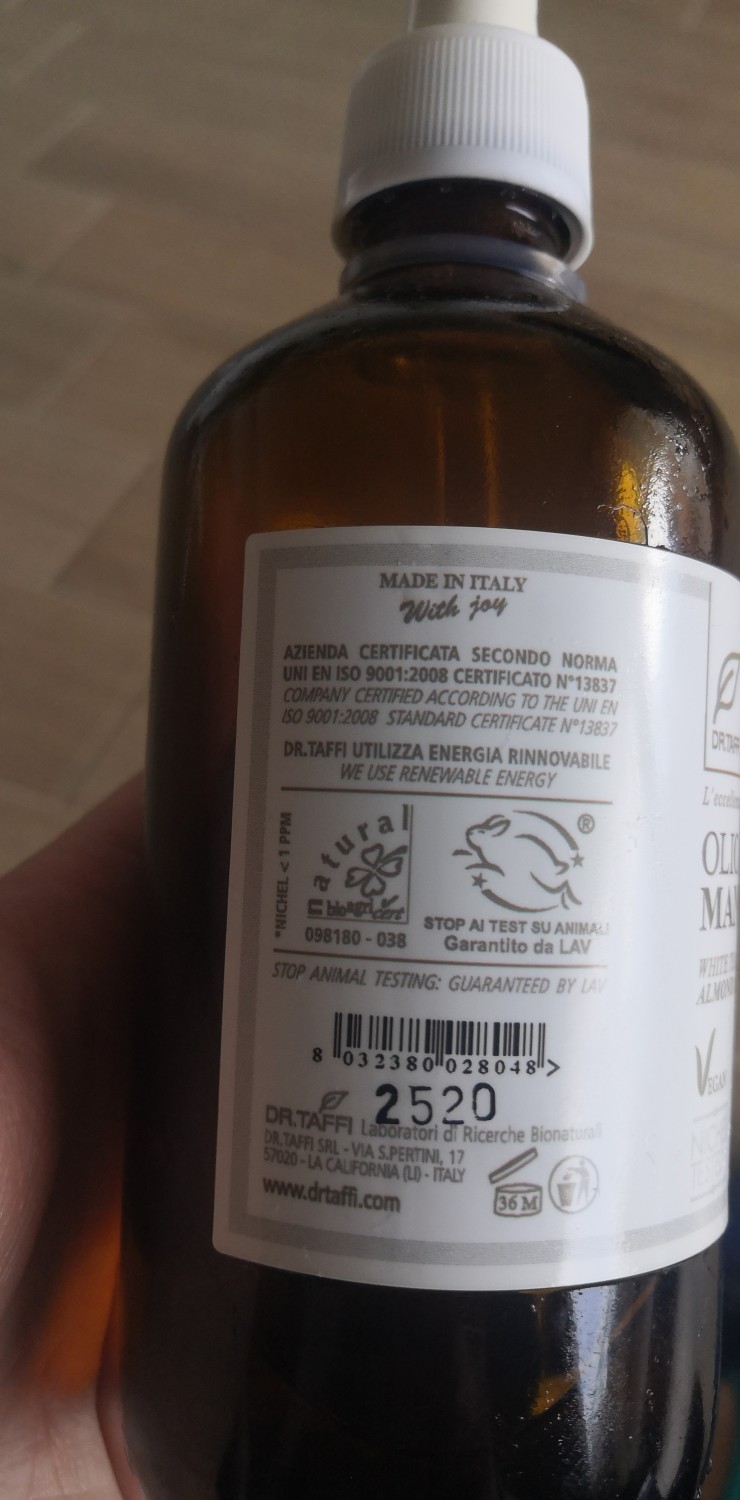 MADE IN ITALY
With joy
AZIENDA CERTIFICATA SECONDO NORMA
UNI EN ISO 9001:2008 CERTIFICATO N°13837
COMPANY CERTIFIED ACCORDING TO THE UNI EN
ISO 9001:2008 STANDARD CERTIFICATE N°13837
DR.TAFFI UTILIZZA ENERGIA RINNOVABILE
WE USE RENEWABLE ENERGY
*NICHEL < 1 PPM
natural
bioagricert
098180 - 038
®
STOP AI TEST SU ANIMALI
Garantito da LAV
STOP ANIMAL TESTING: GUARANTEED BY LAV
8 032380 028048 >
2520
DR.TAFFI Laboratori di Ricerche Bionaturali
DR.TAFFI SRL - VIA S.PERTINI, 17
57020 - LA CALIFORNIA (LI) - ITALY
www.drtaffi.com
36 M
DR.TAFFI
VEGAN